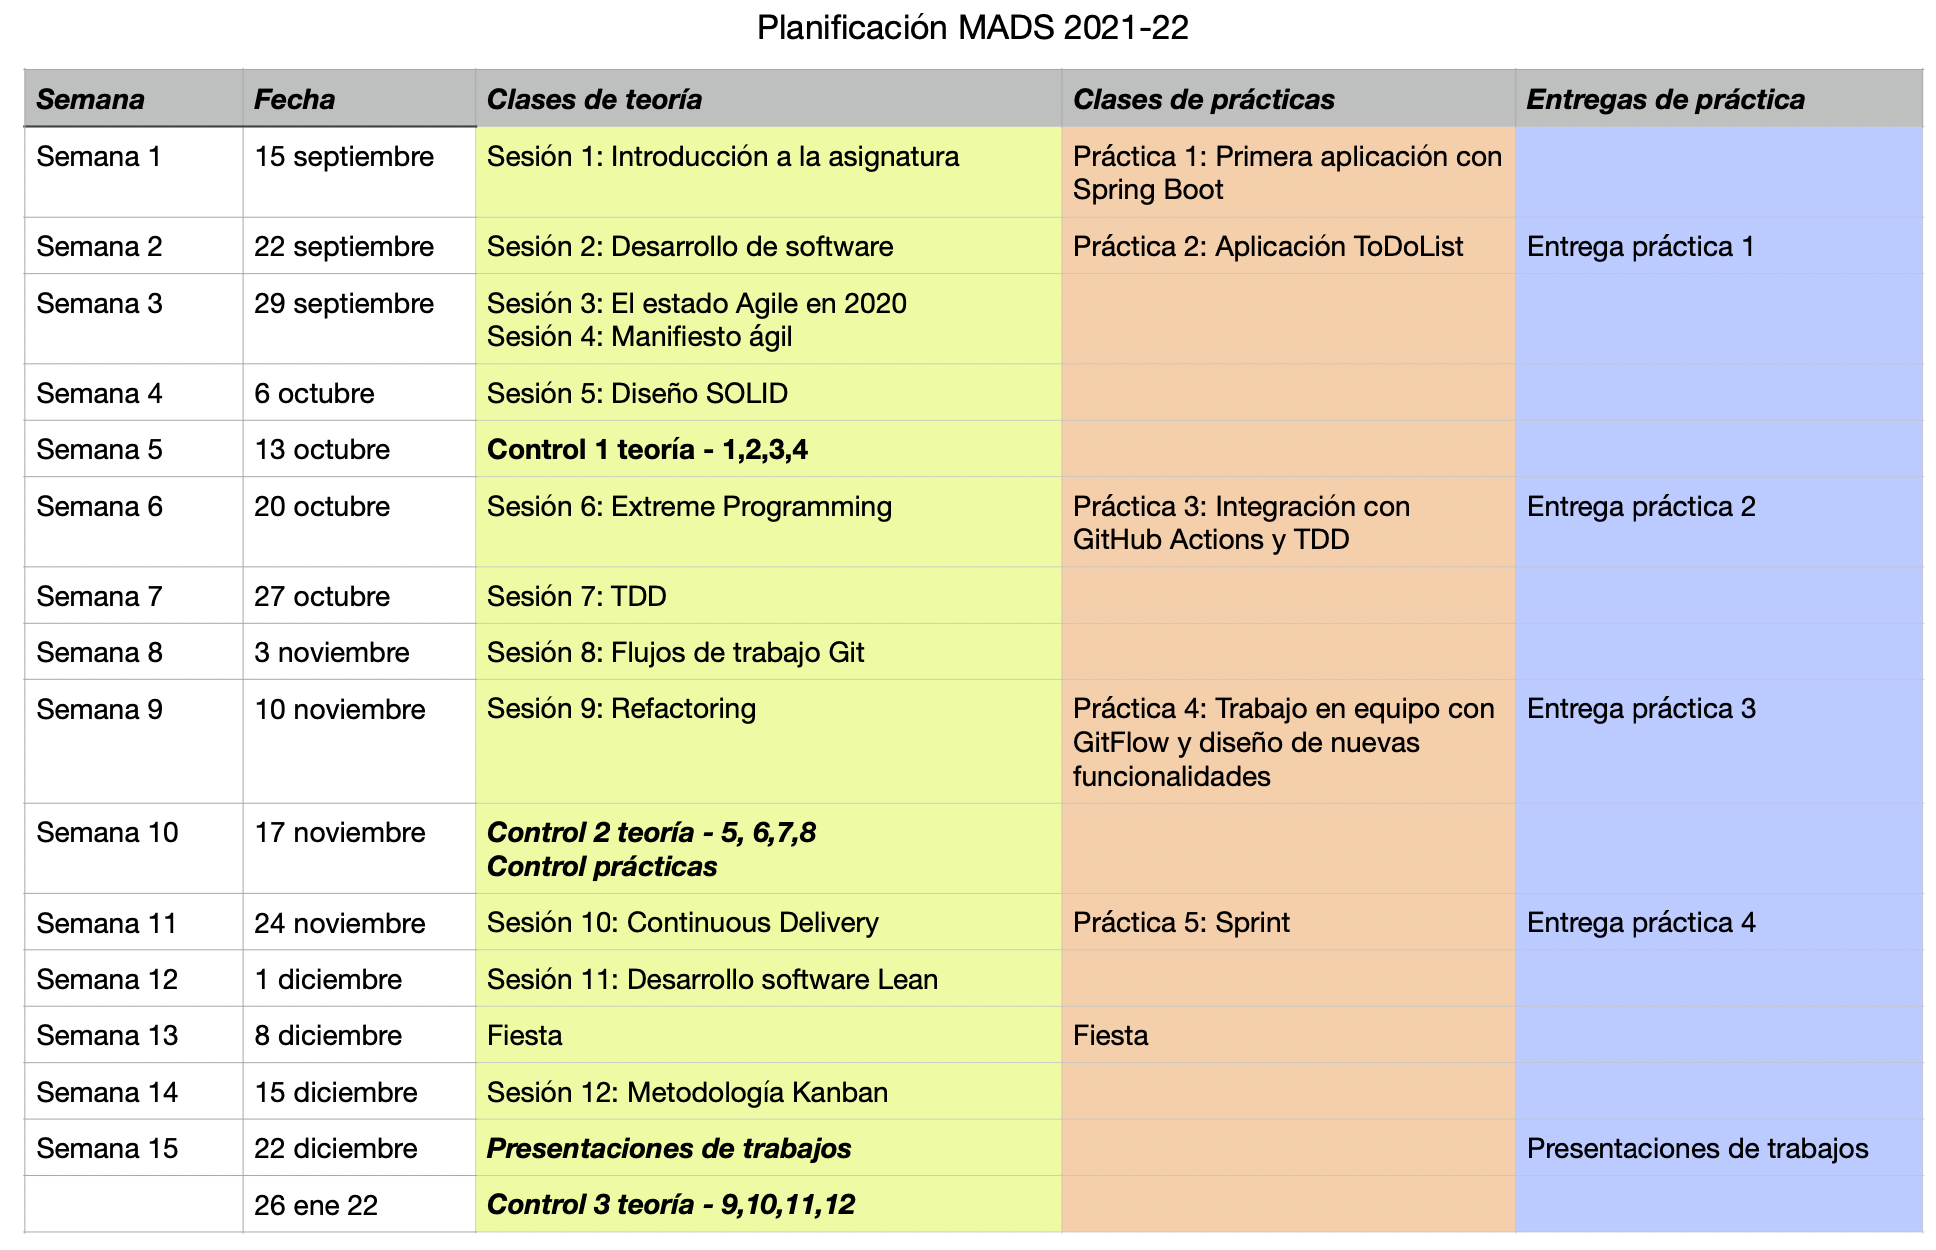 Planificación MADS 2021-22
Semana Fecha Clases de teoría Clases de prácticas Entregas de práctica
Semana 1 15 septiembre Sesión 1: Introducción a la asignatura Práctica 1: Primera aplicación con
Spring Boot
Semana 2 22 septiembre Sesión 2: Desarrollo de software Práctica 2: Aplicación ToDoList Entrega práctica 1
Semana 3 29 septiembre Sesión 3: El estado Agile en 2020
Sesión 4: Manifiesto ágil
Semana 4 6 octubre Sesión 5: Diseño SOLID
Semana 5 13 octubre Control 1 teoría - 1,2,3,4
Semana 6 20 octubre Sesión 6: Extreme Programming Práctica 3: Integración con Entrega práctica 2
GitHub Actions y TDD
Semana 7 27 octubre Sesión 7: TDD
Semana 8 3 noviembre Sesión 8: Flujos de trabajo Git
Semana 9 10 noviembre Sesión 9: Refactoring Práctica 4: Trabajo en equipo con Entrega práctica 3
GitFlow y diseño de nuevas
funcionalidades
Semana 10 17 noviembre Control 2 teoría - 5, 6,7,8
Control prácticas
Semana 11 24 noviembre Sesión 10: Continuous Delivery Práctica 5: Sprint Entrega práctica 4
Semana 12 1 diciembre Sesión 11: Desarrollo software Lean
Semana 13 8 diciembre Fiesta Fiesta
Semana 14 15 diciembre Sesión 12: Metodología Kanban
Semana 15 22 diciembre Presentaciones de trabajos Presentaciones de trabajos
26 ene 22 Control 3 teoría - 9,10,11,12